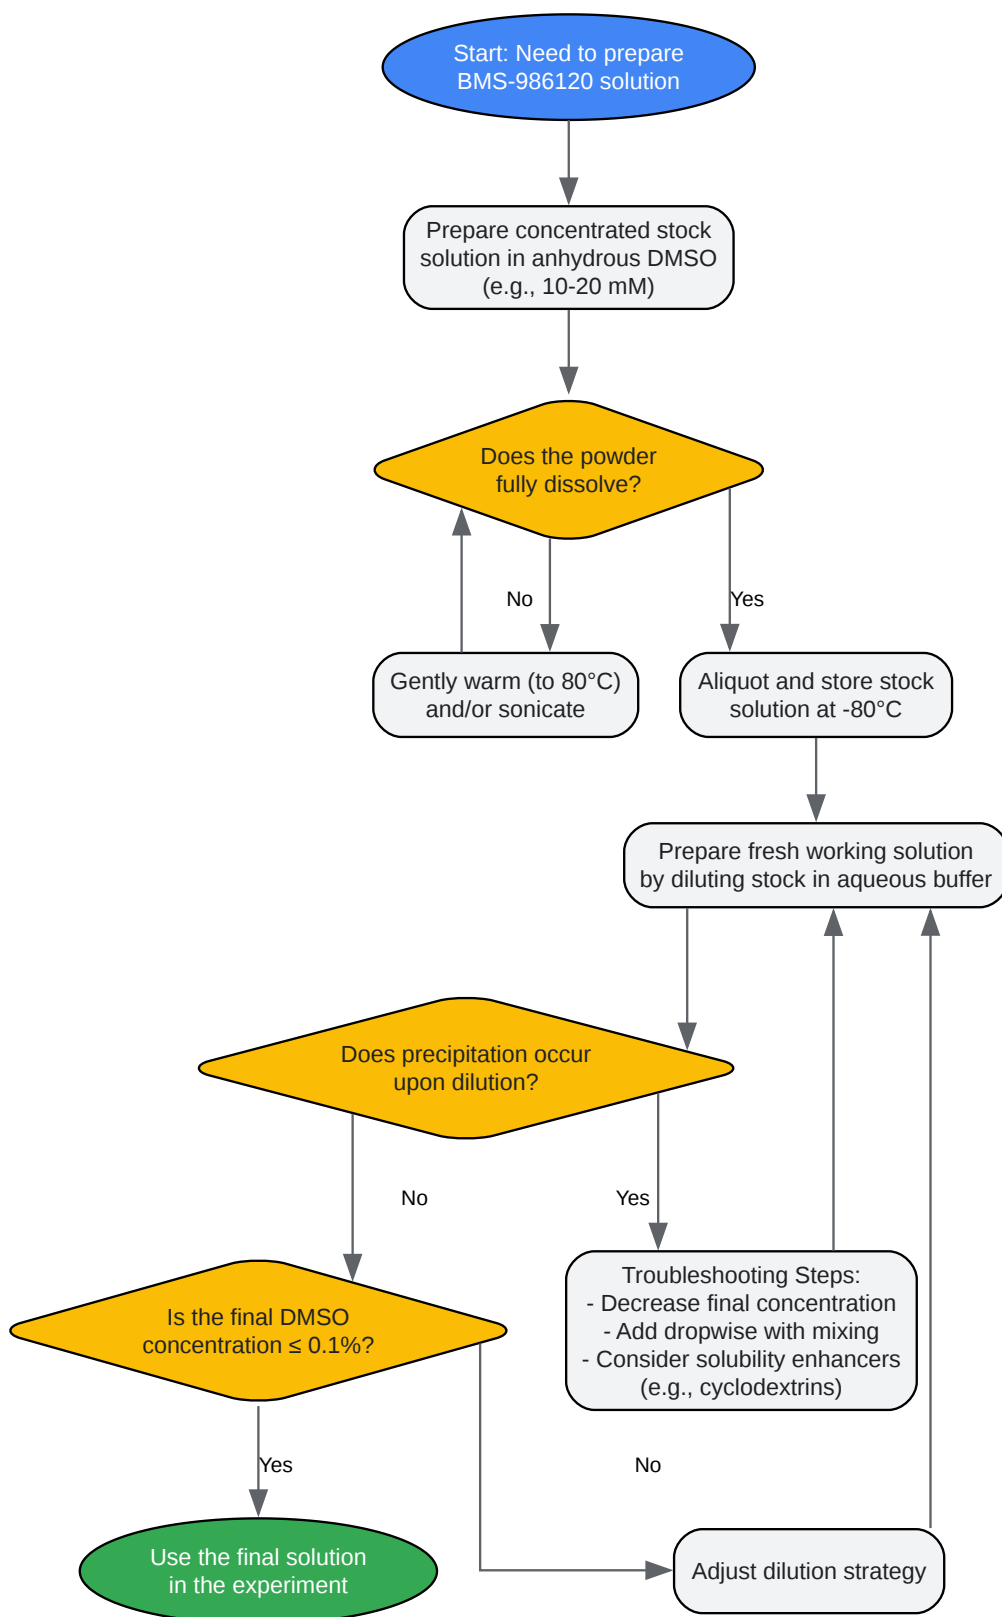 Start: Need to prepare
BMS-986120 solution
Prepare concentrated stock
solution in anhydrous DMSO
(e.g., 10-20 mM)
Does the powder
fully dissolve?
No
Yes
Gently warm (to 80°C)
and/or sonicate
Aliquot and store stock
solution at -80°C
Prepare fresh working solution
by diluting stock in aqueous buffer
Does precipitation occur
upon dilution?
No
Yes
Troubleshooting Steps:
- Decrease final concentration
- Add dropwise with mixing
- Consider solubility enhancers
(e.g., cyclodextrins)
Is the final DMSO
concentration ≤ 0.1%?
Yes
No
Use the final solution
in the experiment
Adjust dilution strategy